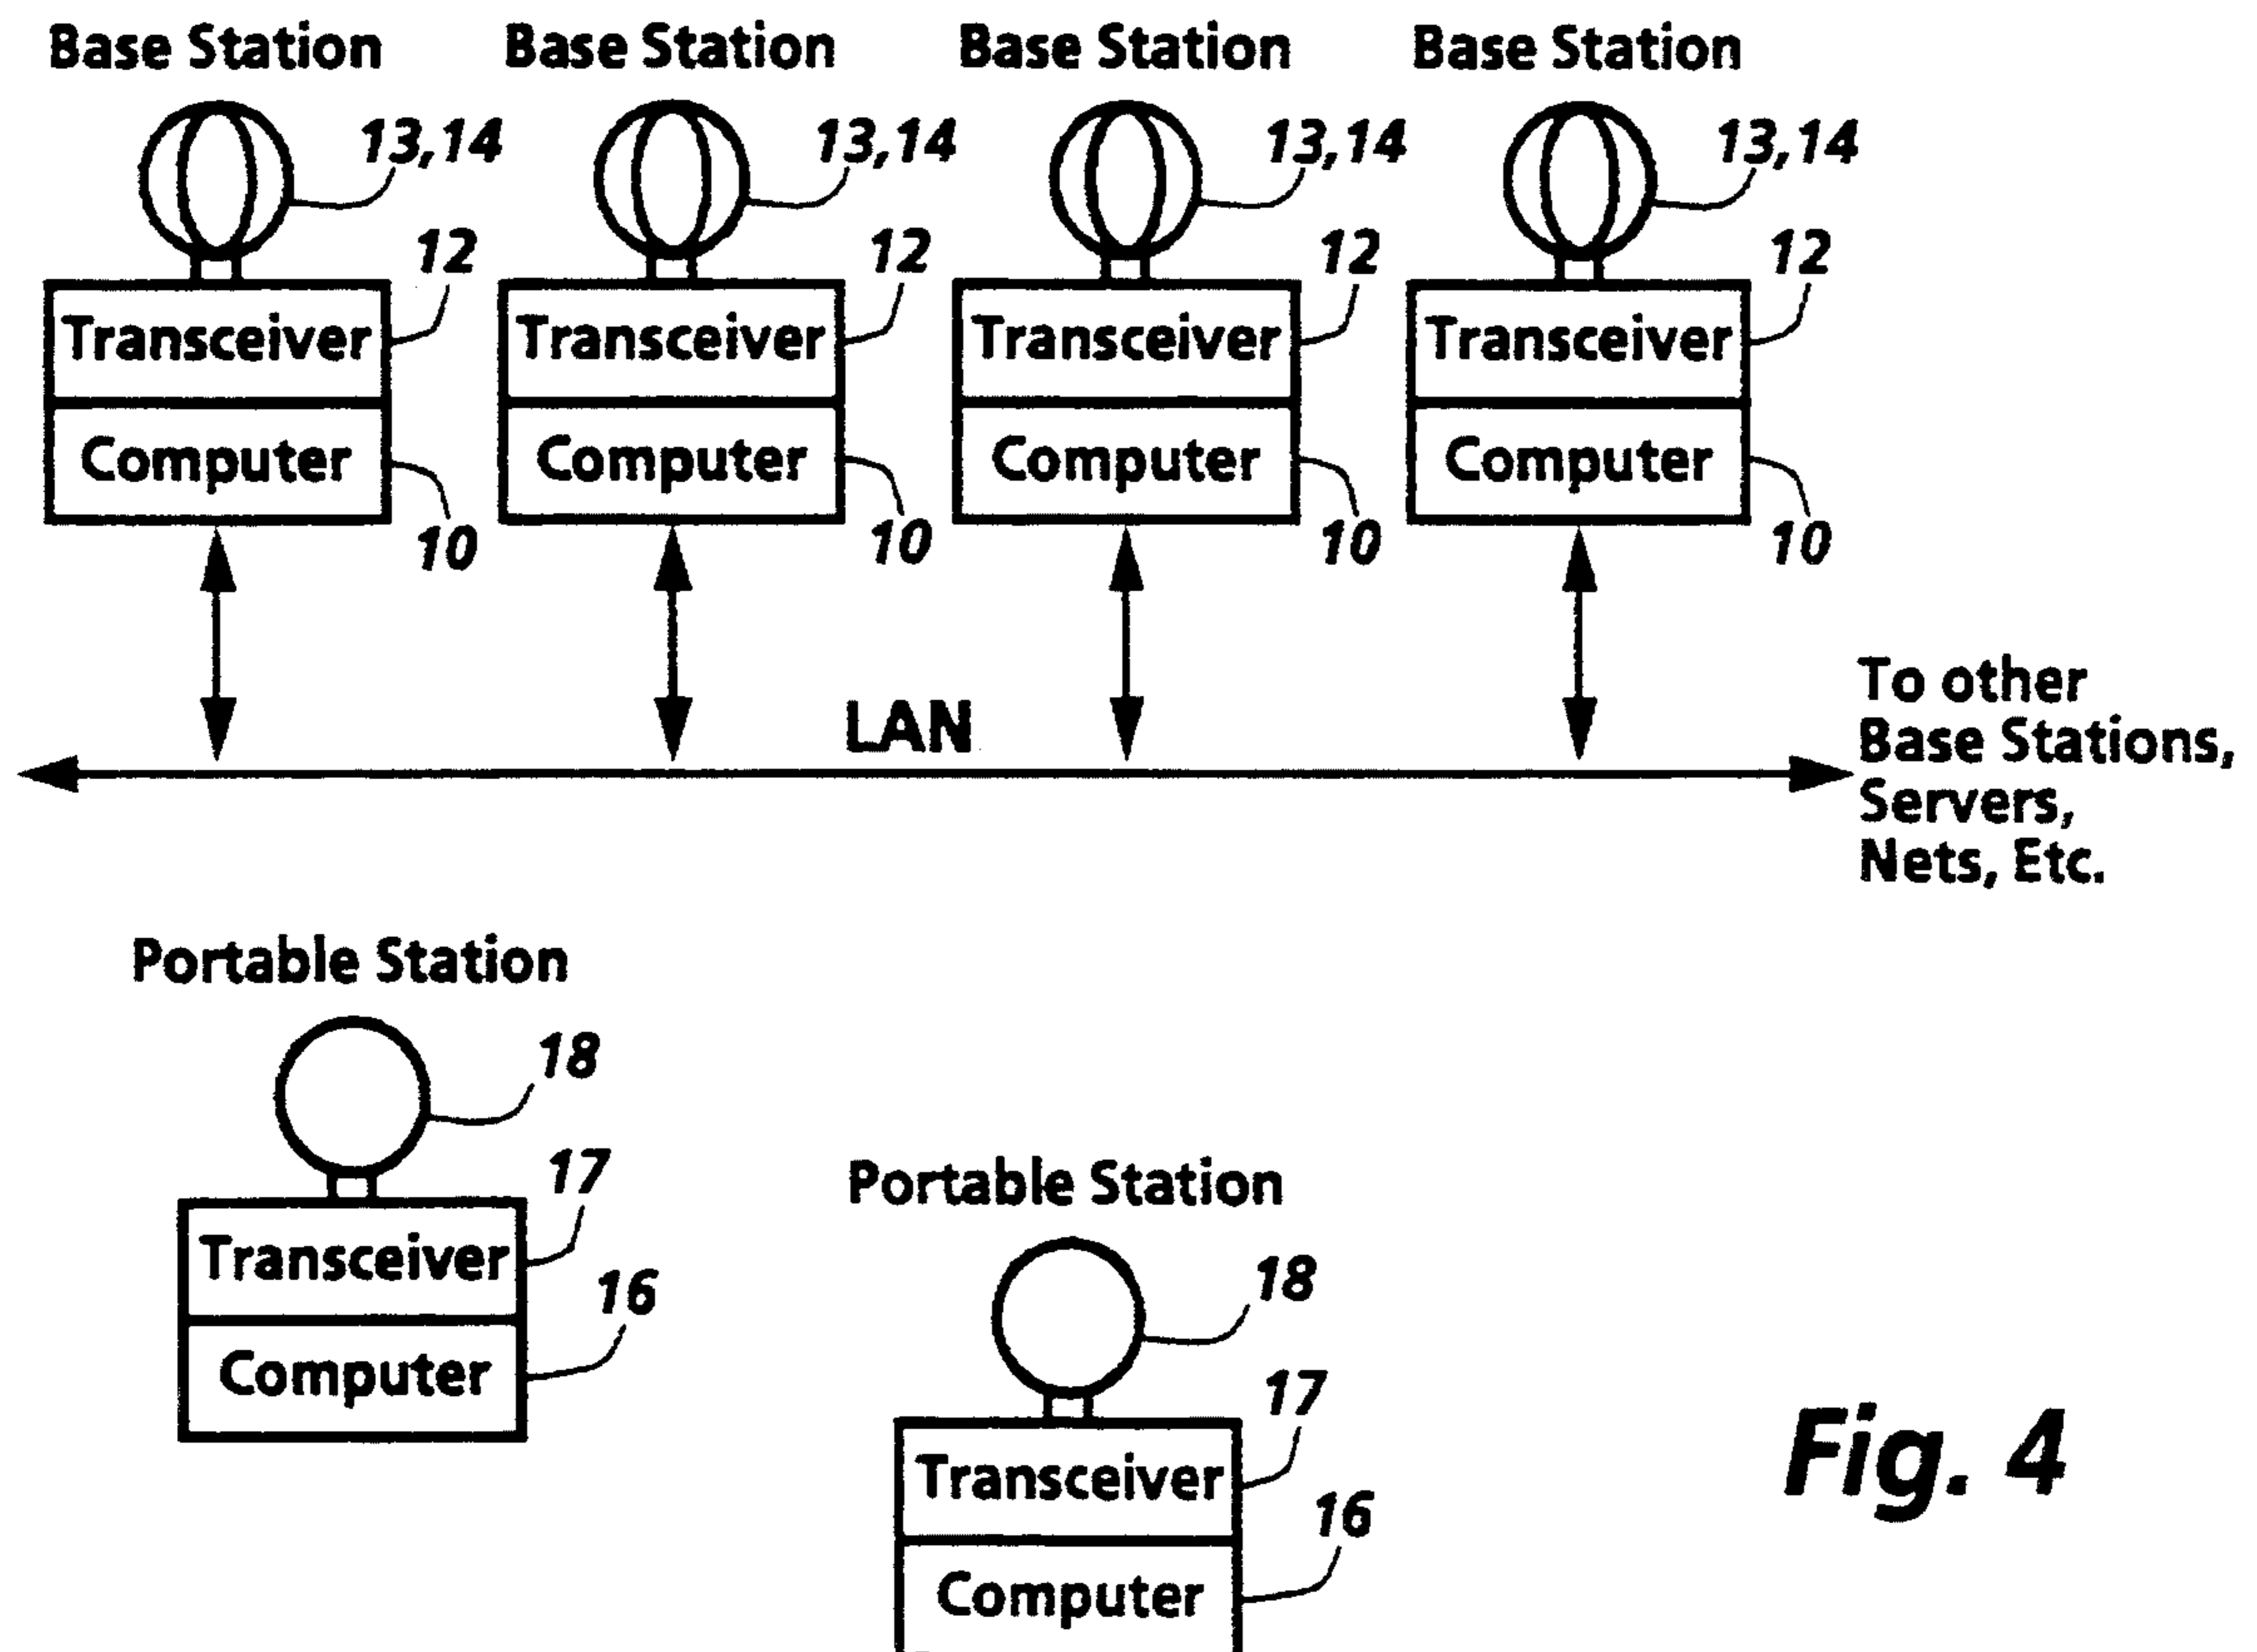 Base Station Base Station Base Station Base Station
13,14 13,14 13,14 13,14
12 12 12 12
Transceiver Transceiver Transceiver Transceiver
Computer Computer Computer Computer
10 10 10 10
LAN
To other
Base Stations,
Servers,
Nets, Etc.
Portable Station
18
17
Transceiver
16
Computer
Portable Station
18
17
Transceiver
16
Computer
Fig. 4